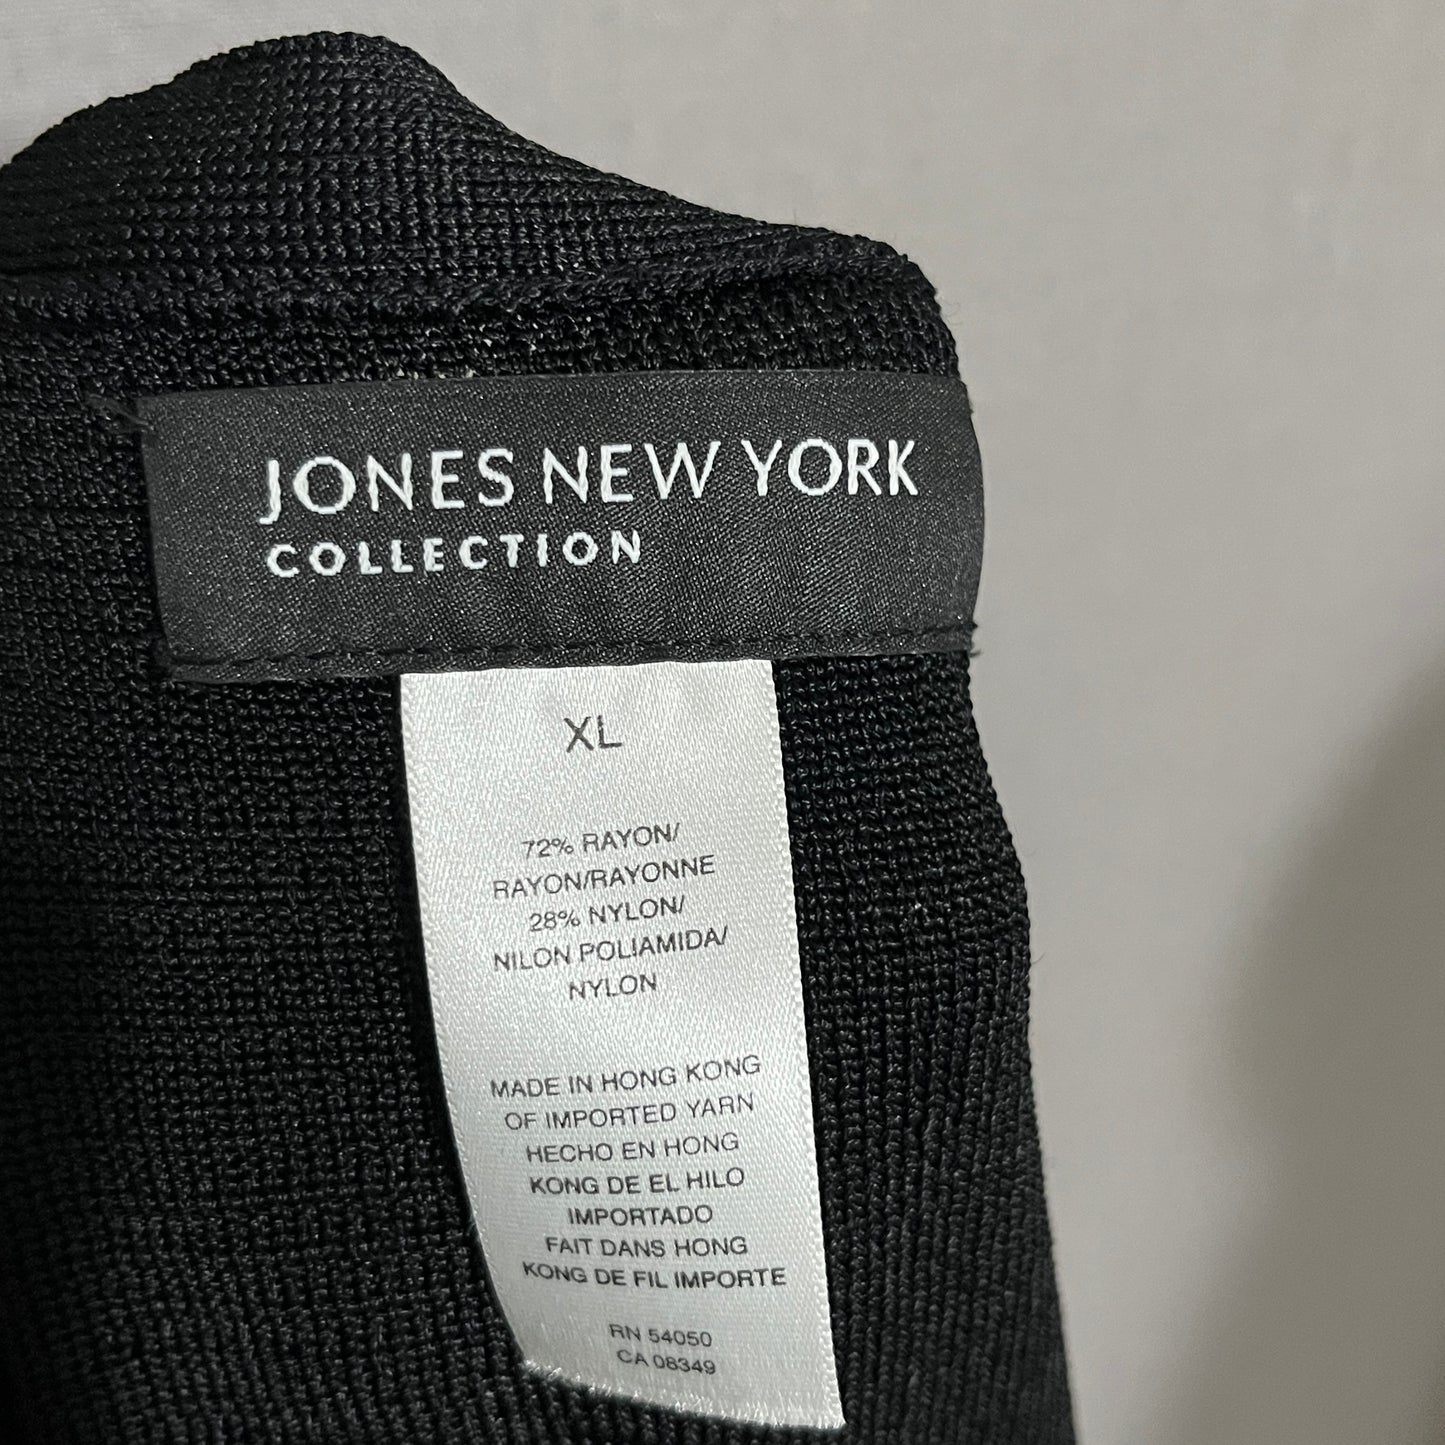 JONES NEW YORK
COLLECTION
XL
72% RAYON/
RAYON/RAYONNE
28% NYLON/
NILON POLIAMIDA/
NYLON
MADE IN HONG KONG
OF IMPORTED YARN
HECHO EN HONG
KONG DE EL HILO
IMPORTADO
FAIT DANS HONG
KONG DE FIL IMPORTE
RN 54050
CA 08349